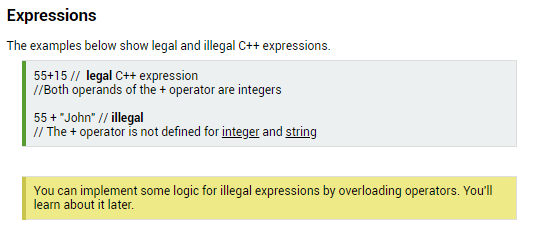 Expressions
The examples below show legal and illegal C++ expressions.
55+15 //  legal C++ expression
//Both operands of the + operator are integers
55 + "John" // illegal
// The + operator is not defined for integer and string
You can implement some logic for illegal expressions by overloading operators. You'll
learn about it later.